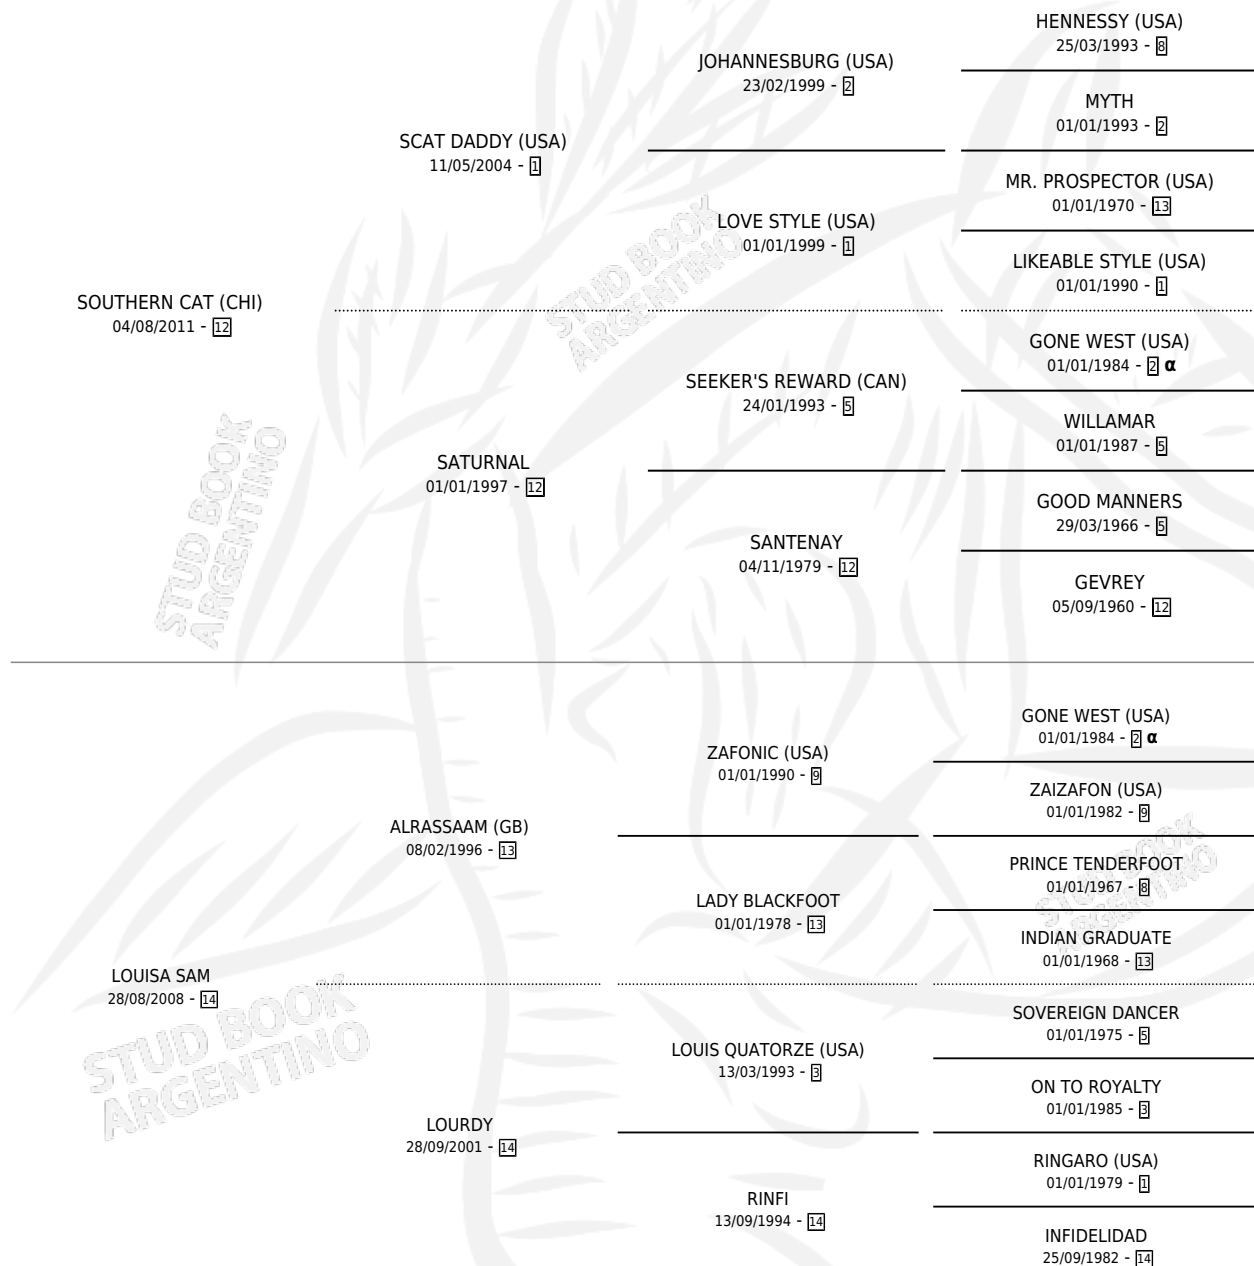 HENNESSY (USA)
25/03/1993 - 8
JOHANNESBURG (USA)
23/02/1999 - 2
MYTH
01/01/1993 - 2
SCAT DADDY (USA)
11/05/2004 - 1
MR. PROSPECTOR (USA)
01/01/1970 - 13
LOVE STYLE (USA)
01/01/1999 - 1
LIKEABLE STYLE (USA)
01/01/1990 - 1
SOUTHERN CAT (CHI)
04/08/2011 - 12
GONE WEST (USA)
01/01/1984 - 2 α
SEEKER'S REWARD (CAN)
24/01/1993 - 5
WILLAMAR
01/01/1987 - 5
SATURNAL
01/01/1997 - 12
GOOD MANNERS
29/03/1966 - 5
SANTENAY
04/11/1979 - 12
GEVREY
05/09/1960 - 12
GONE WEST (USA)
01/01/1984 - 2 α
ZAFONIC (USA)
01/01/1990 - 9
ZAIZAFON (USA)
01/01/1982 - 9
ALRASSAAM (GB)
08/02/1996 - 13
PRINCE TENDERFOOT
01/01/1967 - 8
LADY BLACKFOOT
01/01/1978 - 13
INDIAN GRADUATE
01/01/1968 - 13
LOUISA SAM
28/08/2008 - 14
SOVEREIGN DANCER
01/01/1975 - 5
LOUIS QUATORZE (USA)
13/03/1993 - 3
ON TO ROYALTY
01/01/1985 - 3
LOURDY
28/09/2001 - 14
RINGARO (USA)
01/01/1979 - 1
RINFI
13/09/1994 - 14
INFIDELIDAD
25/09/1982 - 14
STUD BOOK
ARGENTINO
STUD BOOK
ARGENTINO
STUD BOOK
ARGENTINO
STUD BOOK
ARGENTINO